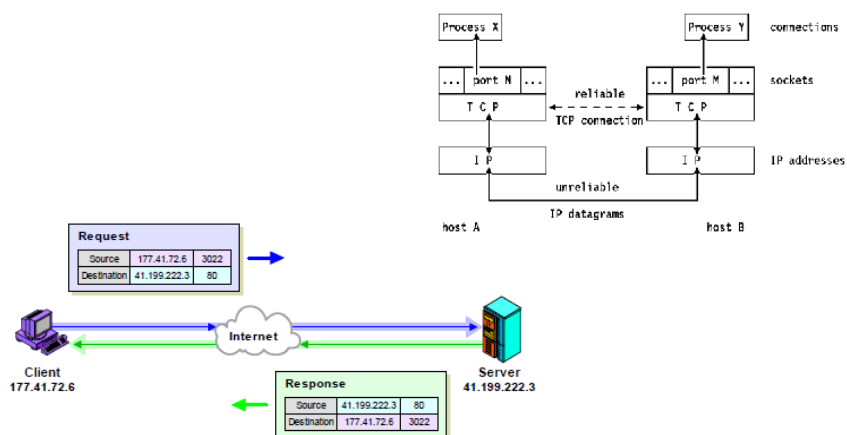 Process X Process Y connections
... port N ... ... port M ... sockets
reliable
T C P T C P
TCP connection
I P I P IP addresses
unreliable
IP datagrams
host A host B
Request
Source 177.41.72.6 3022
Destination 41.199.222.3 80
Internet
Client Server
177.41.72.6 41.199.222.3
Response
Source 41.199.222.3 80
Destination 177.41.72.6 3022